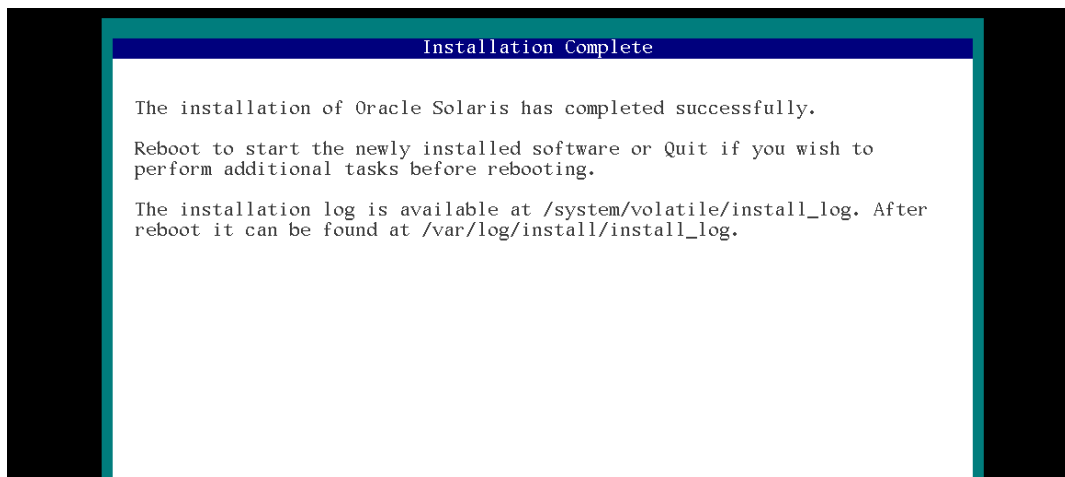 Installation Complete
The installation of Oracle Solaris has completed successfully.
Reboot to start the newly installed software or Quit if you wish to
perform additional tasks before rebooting.
The installation log is available at /system/volatile/install_log. After
reboot it can be found at /var/log/install/install_log.